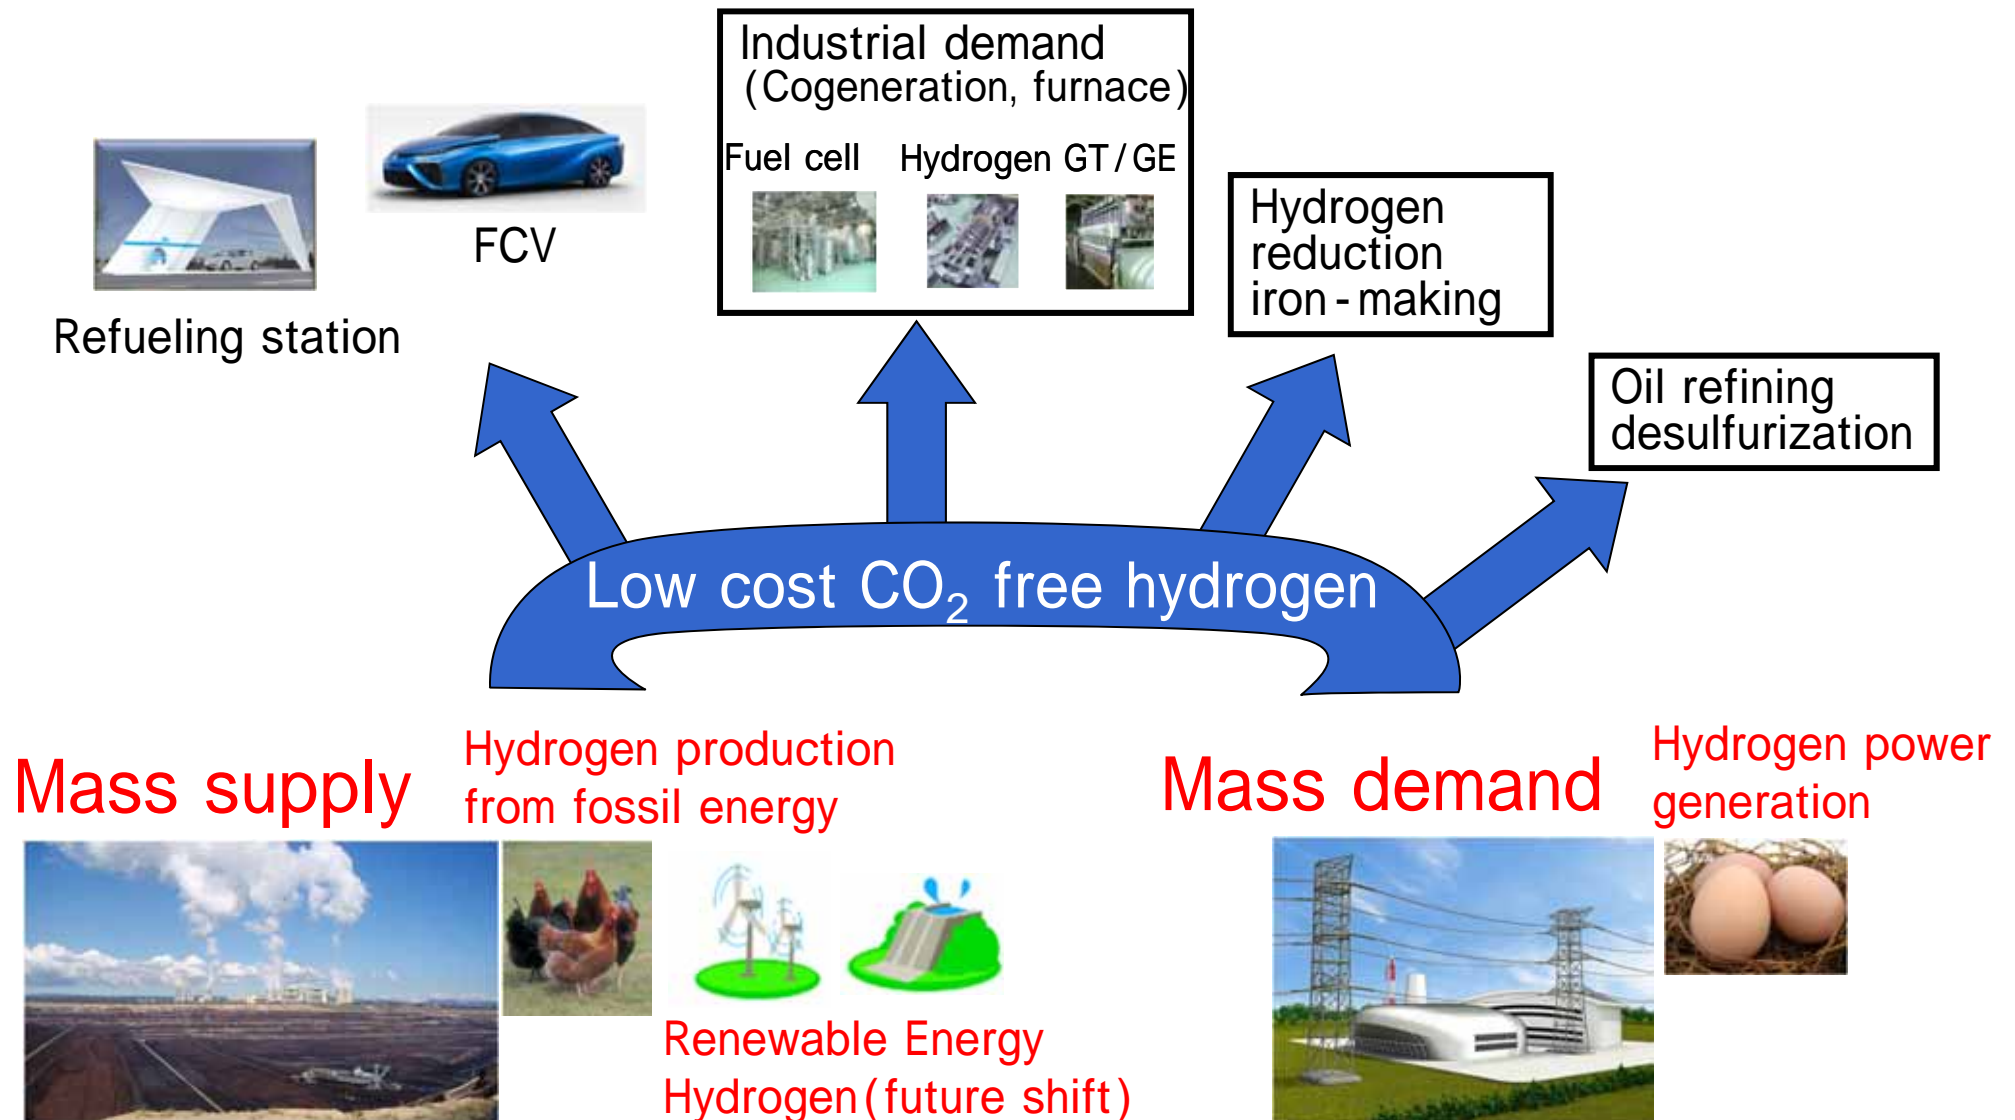 Industrial demand
(Cogeneration, furnace)
Fuel cell
Hydrogen GT/GE
FCV
Refueling station
Hydrogen
reduction
iron-making
Oil refining
desulfurization
Low cost CO₂ free hydrogen
Mass supply
Hydrogen production
from fossil energy
Mass demand
Hydrogen power
generation
Renewable Energy
Hydrogen(future shift)